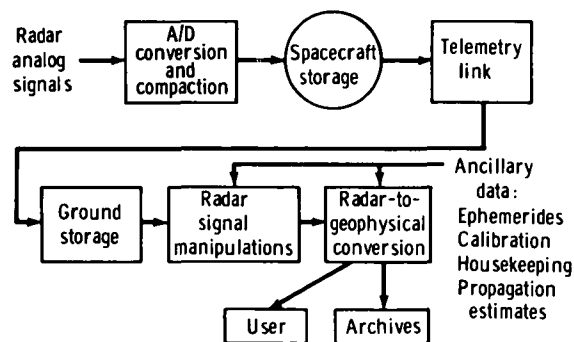 Radar
analog
signals
A/D
conversion
and
compaction
Spacecraft
storage
Telemetry
link
Ground
storage
Radar
signal
manipulations
Radar-to-
geophysical
conversion
Ancillary
data:
Ephemerides
Calibration
Housekeeping
Propagation
estimates
User
Archives